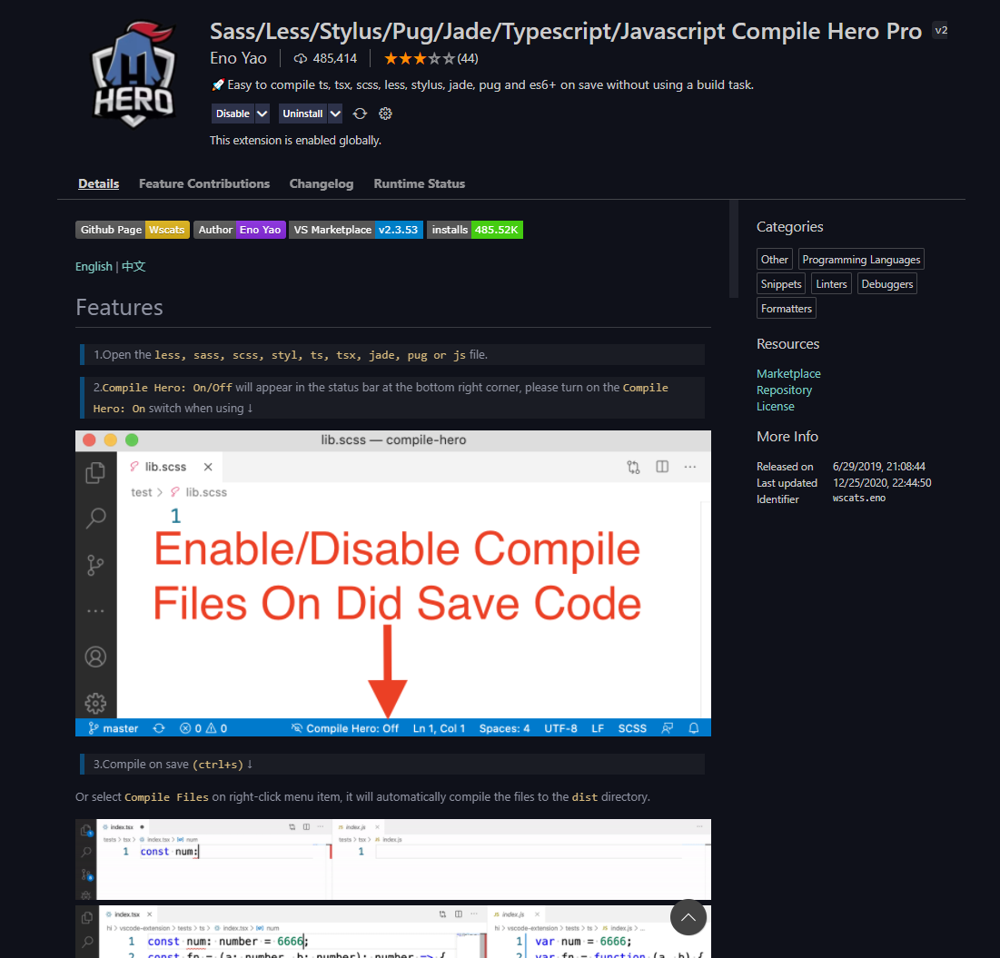 HERO
Sass/Less/Stylus/Pug/Jade/Typescript/Javascript Compile Hero Pro v2
Eno Yao 485,414 (44)
Easy to compile ts, tsx, scss, less, stylus, jade, pug and es6+ on save without using a build task.
Disable Uninstall
This extension is enabled globally.
Details Feature Contributions Changelog Runtime Status
Github Page Wscats Author Eno Yao VS Marketplace v2.3.53 installs 485.52K
English | 中文
Features
1.Open the less, sass, scss, styl, ts, tsx, jade, pug or js file.
2.Compile Hero: On/Off will appear in the status bar at the bottom right corner, please turn on the Compile
Hero: On switch when using ↓
lib.scss — compile-hero
lib.scss
test > lib.scss
1
Enable/Disable Compile
Files On Did Save Code
master 0 0 Compile Hero: Off Ln 1, Col 1 Spaces: 4 UTF-8 LF SCSS
3.Compile on save (ctrl+s) ↓
Or select Compile Files on right-click menu item, it will automatically compile the files to the dist directory.
index.tsx
tests > tsx > index.tsx > num
1 const num:
index.js
tests > tsx > index.js
1
index.tsx
hi > vscode-extension > tests > ts > index.tsx > num
1 const num: number = 6666;
2 const fn = (a: number, b: number): number => {
index.js
hi > vscode-extension > tests > ts > index.js > ...
1 var num = 6666;
2 var fn = function (a, b) {
Categories
Other Programming Languages
Snippets Linters Debuggers
Formatters
Resources
Marketplace
Repository
License
More Info
Released on 6/29/2019, 21:08:44
Last updated 12/25/2020, 22:44:50
Identifier wscats.eno